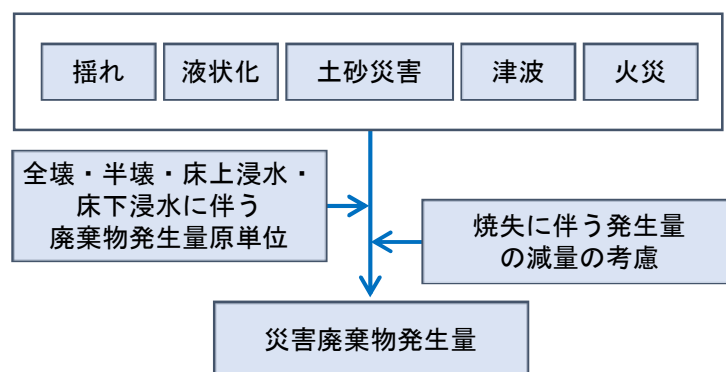 揺れ
液状化
土砂災害
津波
火災
全壊・半壊・床上浸水・
床下浸水に伴う
廃棄物発生量原単位
焼失に伴う発生量
の減量の考慮
災害廃棄物発生量